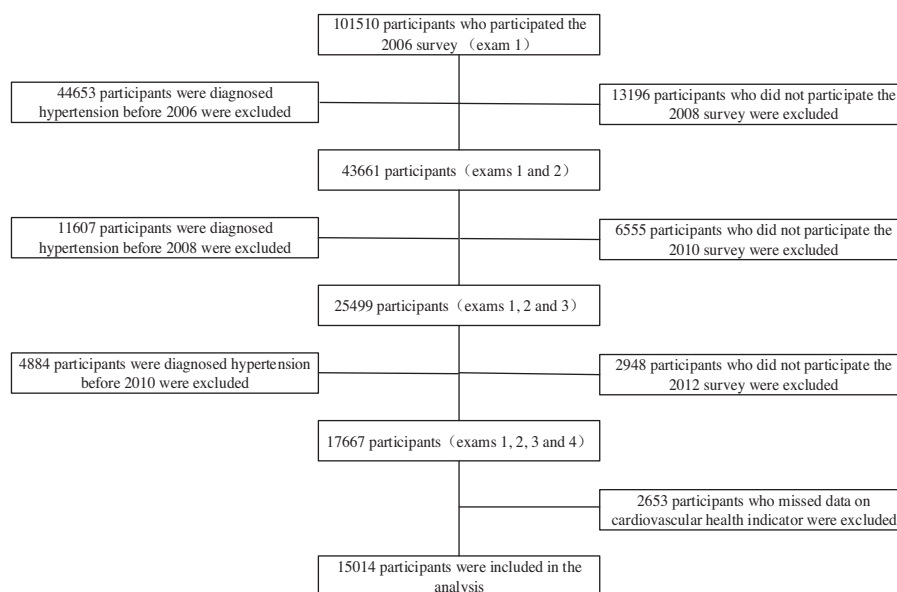 101510 participants who participated the
2006 survey （exam 1）
44653 participants were diagnosed
hypertension before 2006 were excluded
13196 participants who did not participate the
2008 survey were excluded
43661 participants（exams 1 and 2）
11607 participants were diagnosed
hypertension before 2008 were excluded
6555 participants who did not participate the
2010 survey were excluded
25499 participants（exams 1, 2 and 3）
4884 participants were diagnosed hypertension
before 2010 were excluded
2948 participants who did not participate the
2012 survey were excluded
17667 participants（exams 1, 2, 3 and 4）
2653 participants who missed data on
cardiovascular health indicator were excluded
15014 participants were included in the
analysis